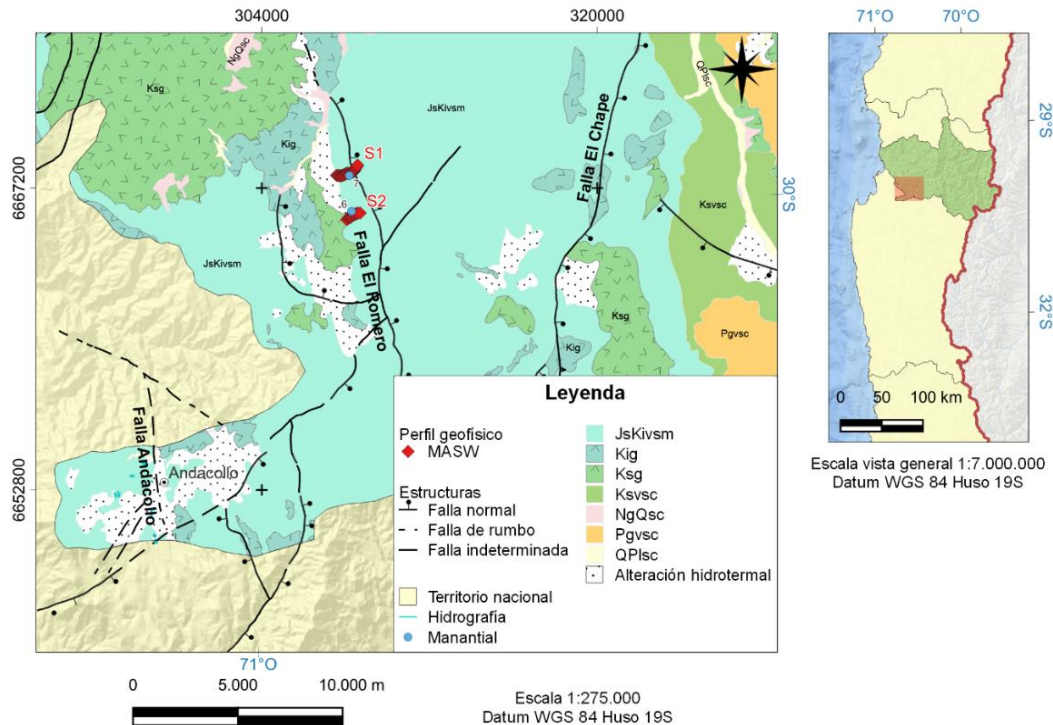 304000
320000
71°O
70°O
NgQsc
Ksg
QPlsc
JsKivsm
Falla El Chape
29°S
Kig
S1
7
6667200
30°S
S2
6
Ksvsc
JsKivsm
Falla El Romero
Ksg
32°S
Pgvsc
Kig
Leyenda
Perfil geofísico
MASW
Estructuras
Falla normal
Falla de rumbo
Falla indeterminada
Territorio nacional
Hidrografía
Manantial
JsKivsm
Kig
Ksg
Ksvsc
NgQsc
Pgvsc
QPlsc
Alteración hidrotermal
0 50 100 km
Escala vista general 1:7.000.000
Datum WGS 84 Huso 19S
Falla Andacollo
Andacollo
6652800
71°O
0 5.000 10.000 m
Escala 1:275.000
Datum WGS 84 Huso 19S